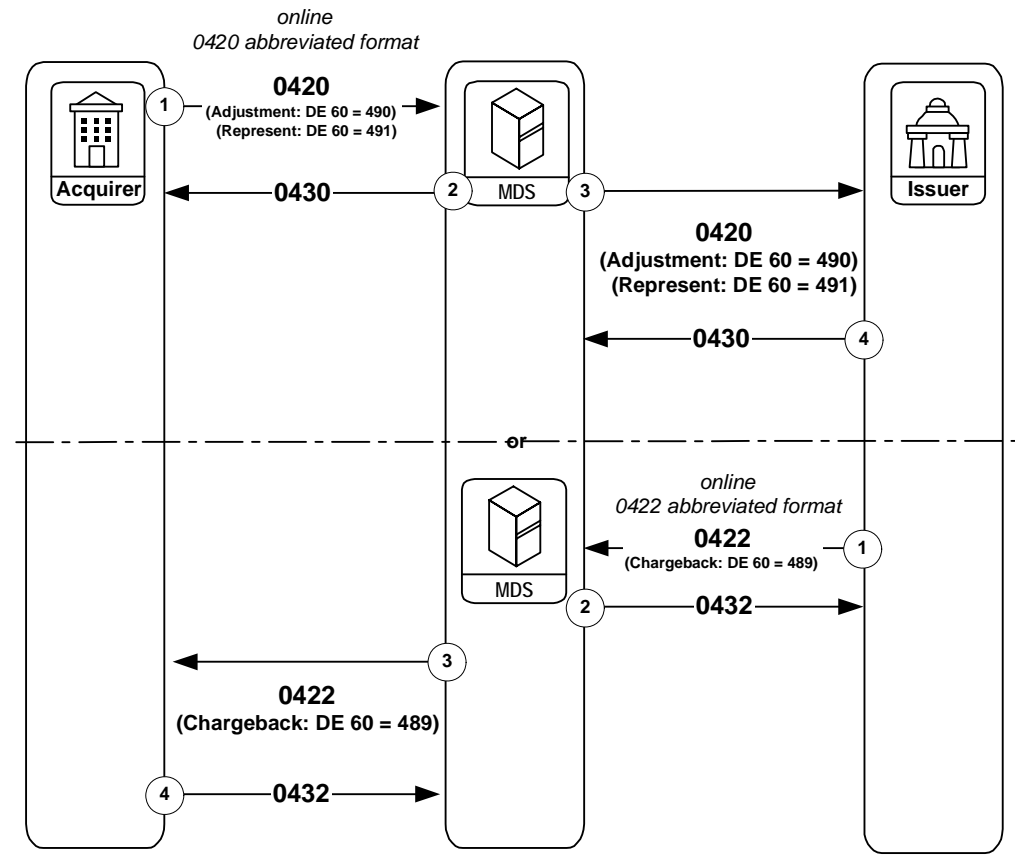 online
0420 abbreviated format
0420
(Adjustment: DE 60 = 490)
(Represent: DE 60 = 491)
1
Acquirer
0430
2
MDS
3
Issuer
0420
(Adjustment: DE 60 = 490)
(Represent: DE 60 = 491)
0430
4
or
online
0422 abbreviated format
0422
(Chargeback: DE 60 = 489)
1
MDS
2
0432
3
0422
(Chargeback: DE 60 = 489)
4
0432